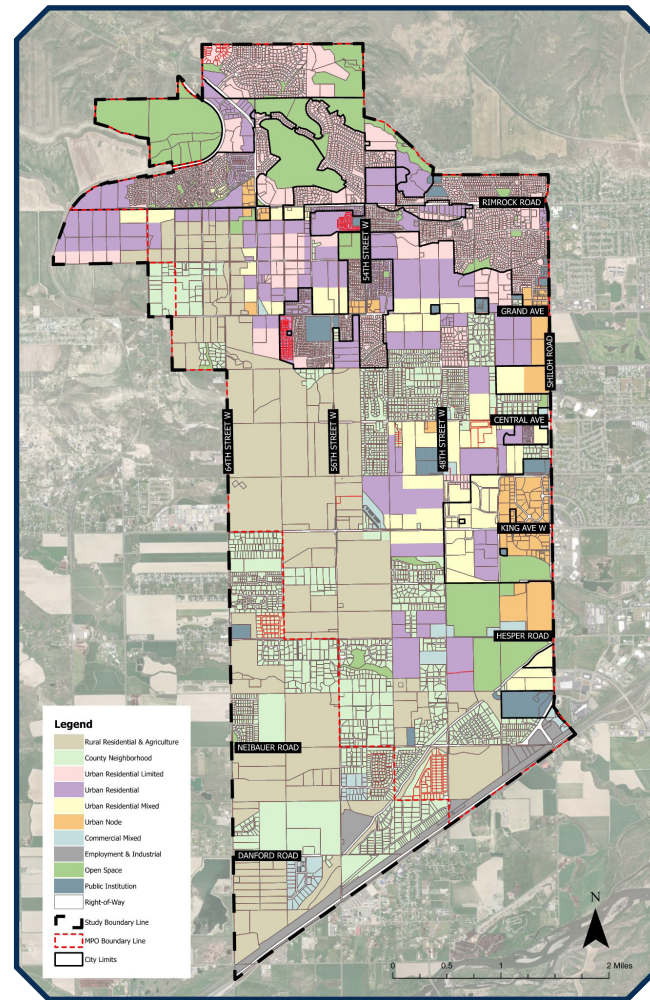 RIMROCK ROAD
54TH STREET W
GRAND AVE
SHILOH ROAD
64TH STREET W
56TH STREET W
48TH STREET W
CENTRAL AVE
KING AVE W
HESPER ROAD
NEIBAUER ROAD
DANFORD ROAD
Legend
Rural Residential & Agriculture
County Neighborhood
Urban Residential Limited
Urban Residential
Urban Residential Mixed
Urban Node
Commercial Mixed
Employment & Industrial
Open Space
Public Institution
Right-of-Way
Study Boundary Line
MPO Boundary Line
City Limits
N
0 0.5 1 2 Miles